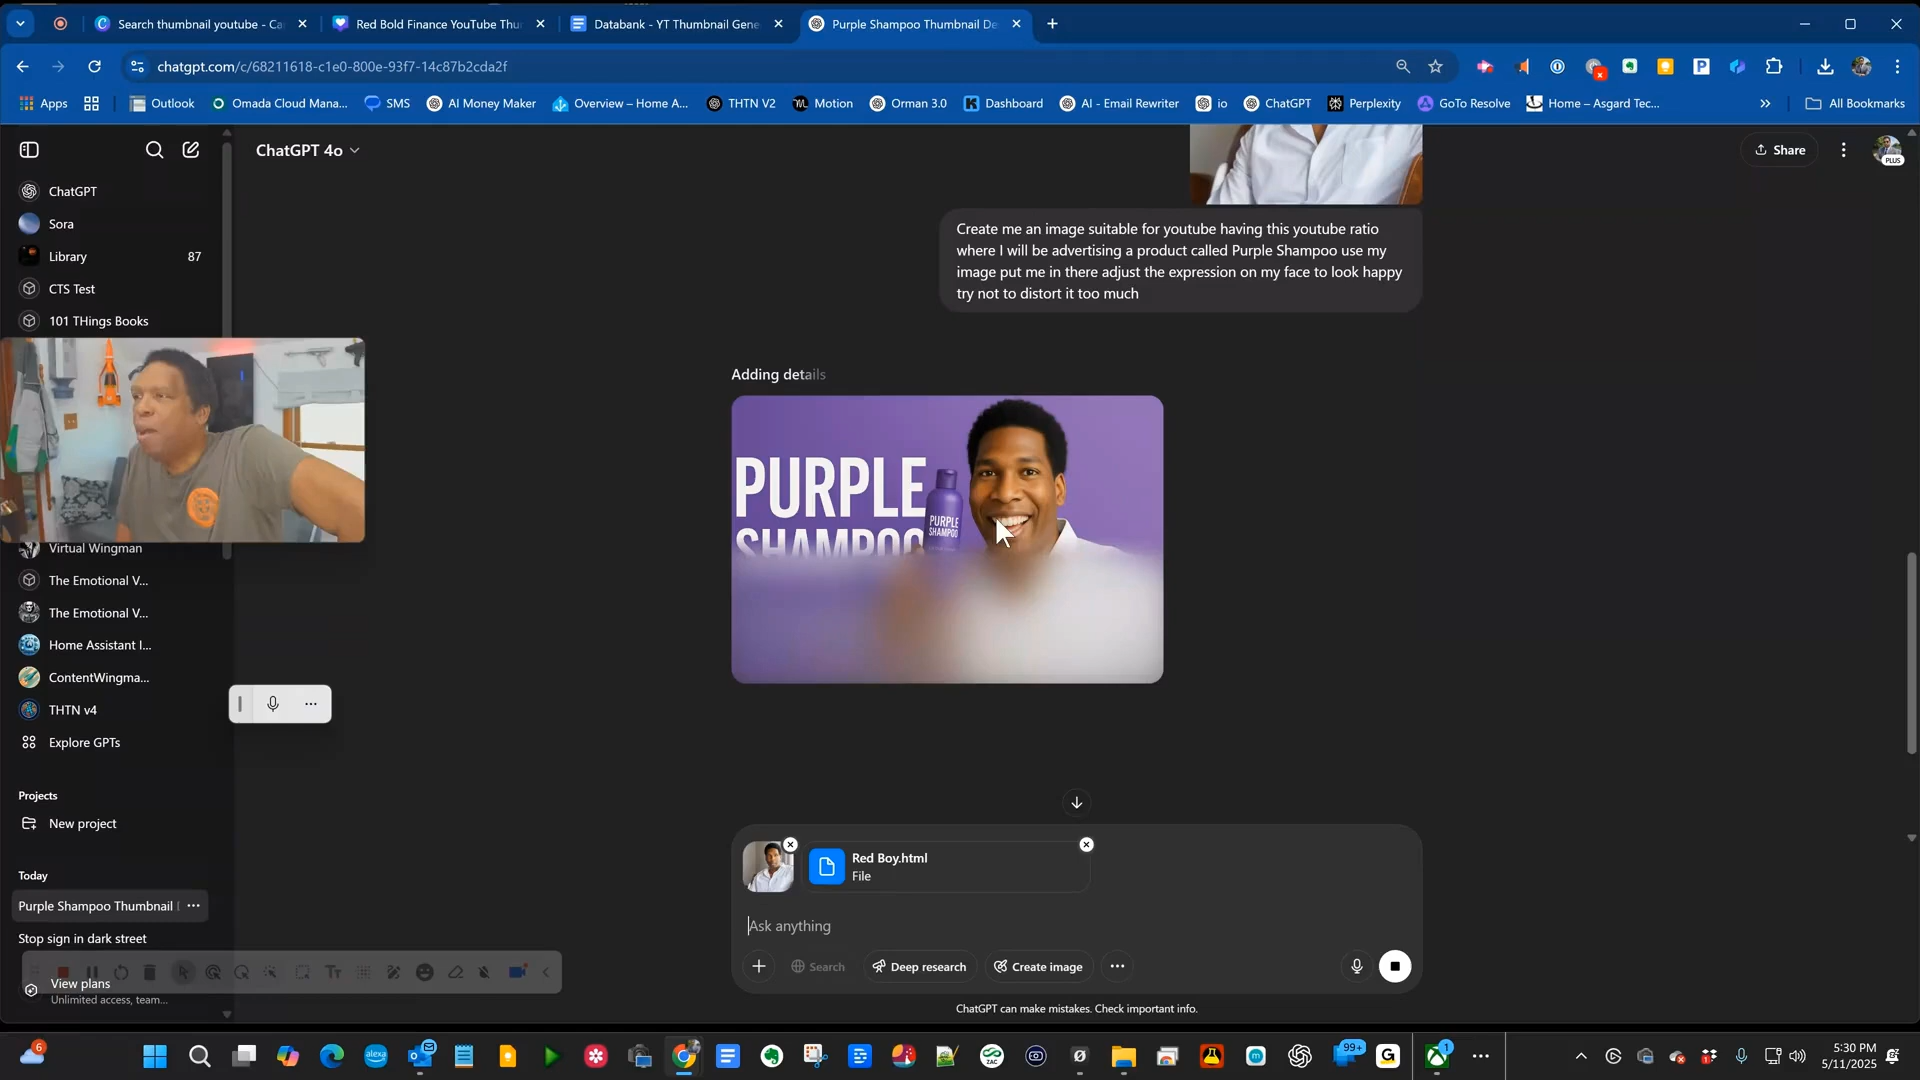 Search thumbnail youtube - Ca
Red Bold Finance YouTube Thu
Databank - YT Thumbnail Gene
Purple Shampoo Thumbnail De
chatgpt.com/c/68211618-c1e0-800e-93f7-14c87b2cda2f
Apps
Outlook
Omada Cloud Mana...
SMS
AI Money Maker
Overview – Home A...
THTN V2
Motion
Orman 3.0
Dashboard
AI - Email Rewriter
io
ChatGPT
Perplexity
GoTo Resolve
Home – Asgard Tec...
All Bookmarks
ChatGPT 4o
Share
PLUS
ChatGPT
Sora
Library 87
CTS Test
101 THings Books
Virtual Wingman
The Emotional V...
The Emotional V...
Home Assistant I...
ContentWingma...
THTN v4
Explore GPTs
Projects
New project
Today
Purple Shampoo Thumbnail
Stop sign in dark street
View plans
Unlimited access, team...
Create me an image suitable for youtube having this youtube ratio
where I will be advertising a product called Purple Shampoo use my
image put me in there adjust the expression on my face to look happy
try not to distort it too much
Adding details
PURPLE
SHAMPOO
PURPLE
SHAMPOO
Red Boy.html
File
Ask anything
Search
Deep research
Create image
ChatGPT can make mistakes. Check important info.
6
99+
1
5:30 PM
5/11/2025